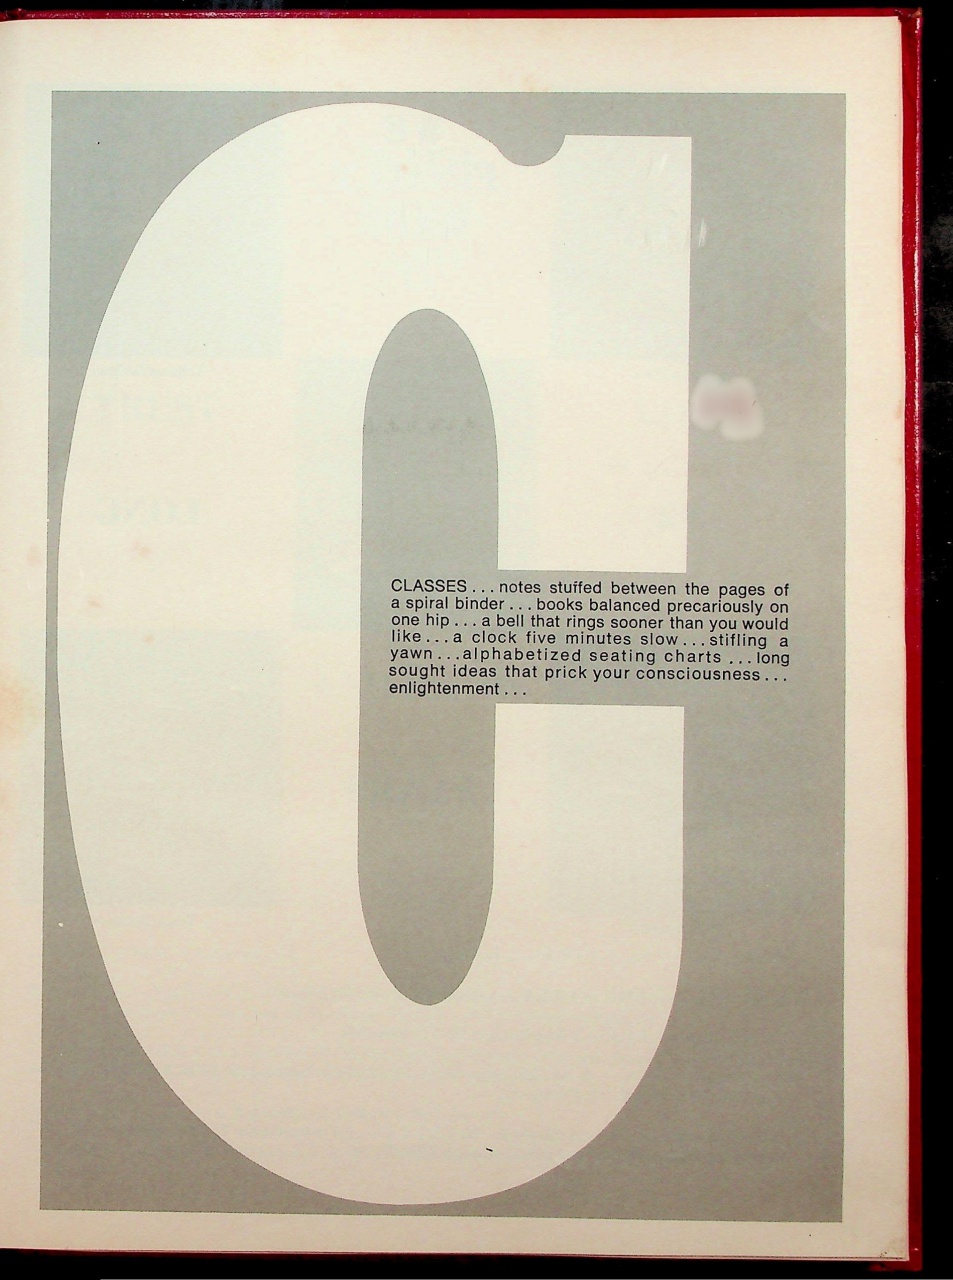 C
CLASSES . . . notes stuffed between the pages of
a spiral binder . . . books balanced precariously on
one hip . . . a bell that rings sooner than you would
like . . . a clock five minutes slow . . . stifling a
yawn . . . alphabetized seating charts . . . long
sought ideas that prick your consciousness . . .
enlightenment . . .